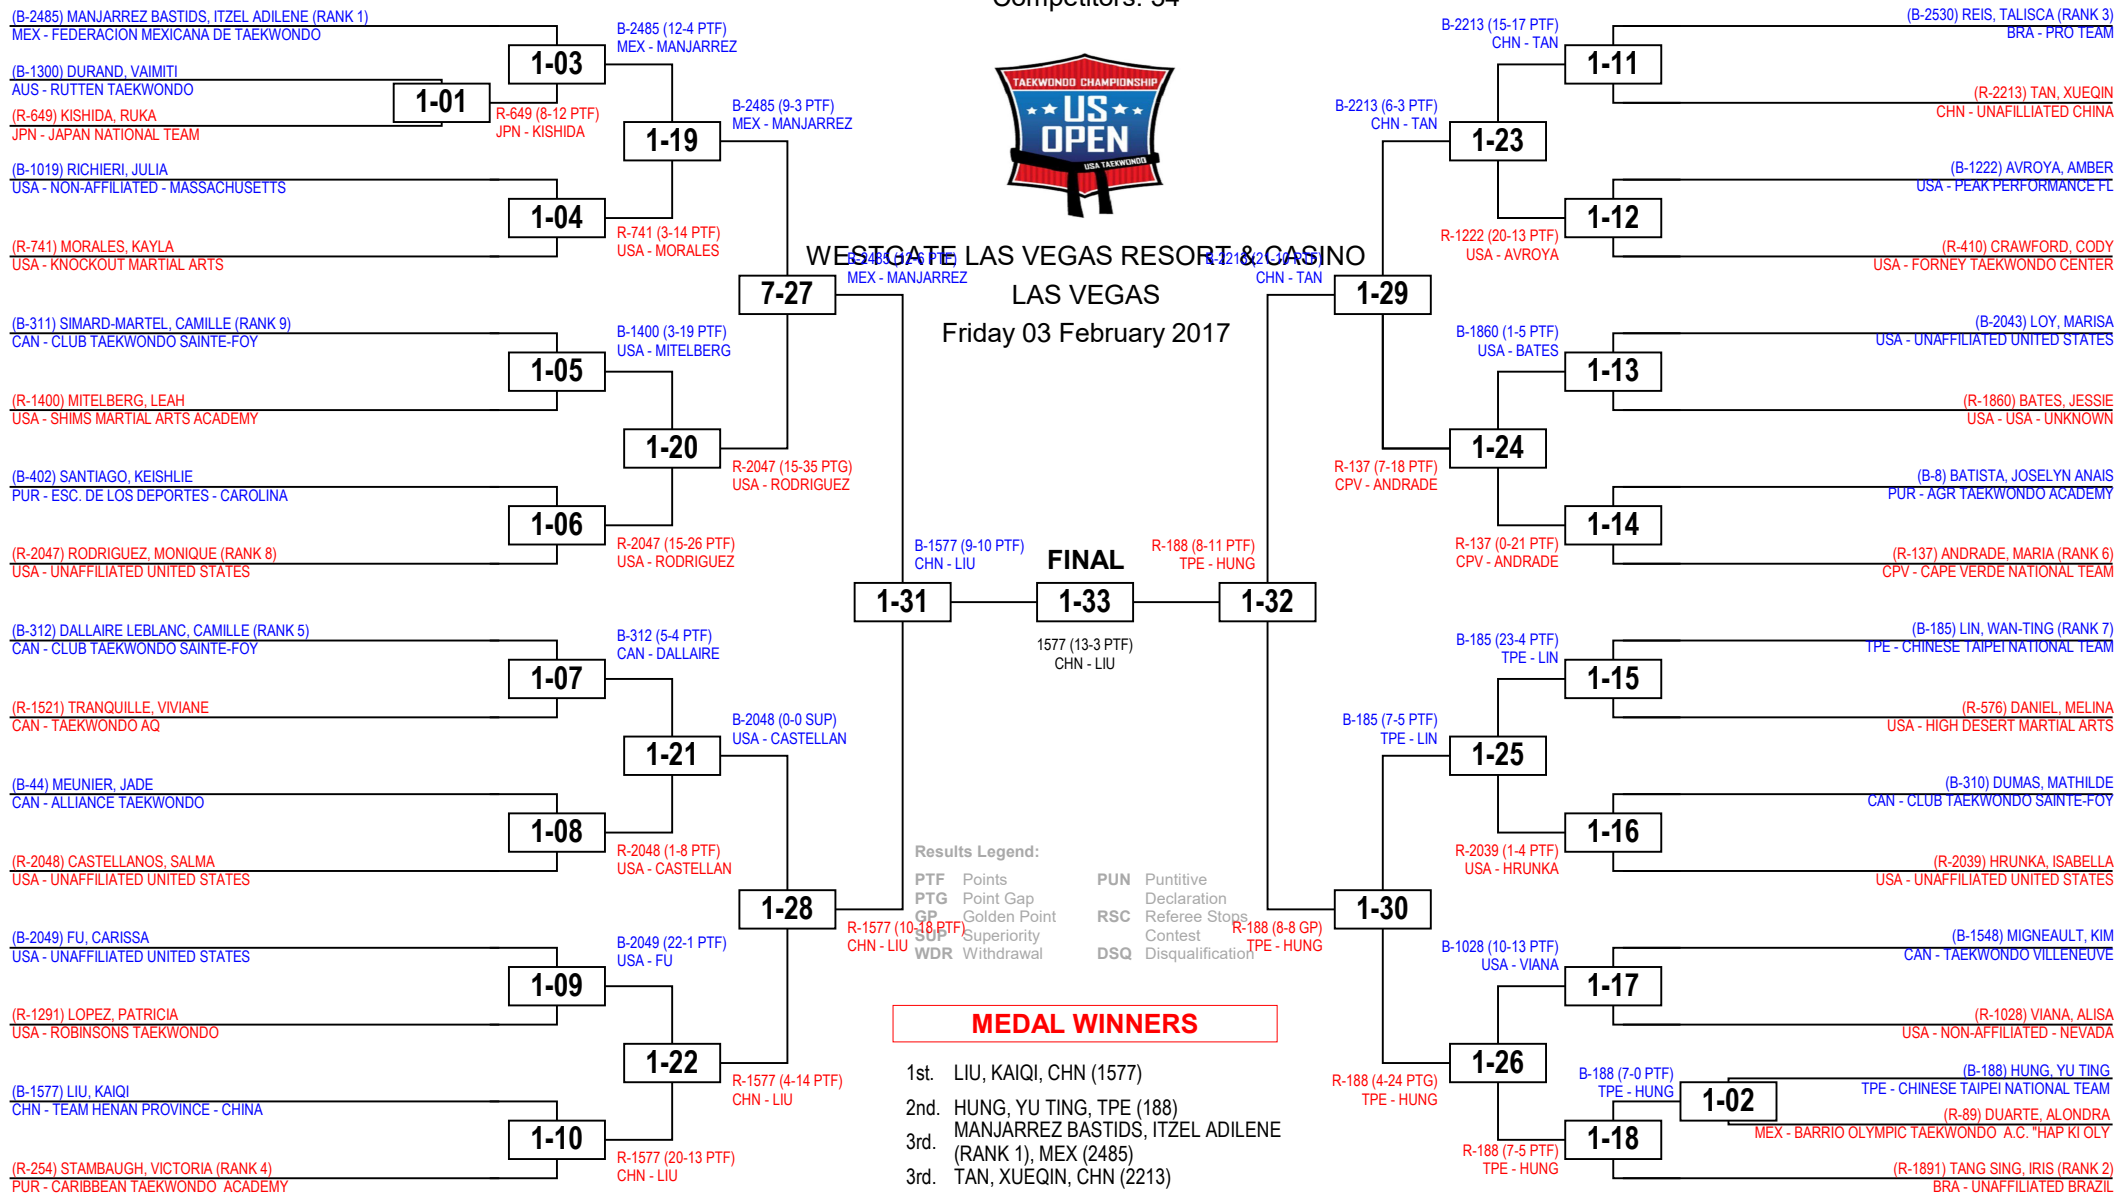 Competitors: 34
(B-2485) MANJARREZ BASTIDS, ITZEL ADILENE (RANK 1)
MEX - FEDERACION MEXICANA DE TAEKWONDO
(B-1300) DURAND, VAIMITI
AUS - RUTTEN TAEKWONDO
(R-649) KISHIDA, RUKA
JPN - JAPAN NATIONAL TEAM
(B-1019) RICHIERI, JULIA
USA - NON-AFFILIATED - MASSACHUSETTS
(R-741) MORALES, KAYLA
USA - KNOCKOUT MARTIAL ARTS
(B-311) SIMARD-MARTEL, CAMILLE (RANK 9)
CAN - CLUB TAEKWONDO SAINTE-FOY
(R-1400) MITELBERG, LEAH
USA - SHIMS MARTIAL ARTS ACADEMY
(B-402) SANTIAGO, KEISHLIE
PUR - ESC. DE LOS DEPORTES - CAROLINA
(R-2047) RODRIGUEZ, MONIQUE (RANK 8)
USA - UNAFFILIATED UNITED STATES
(B-312) DALLAIRE LEBLANC, CAMILLE (RANK 5)
CAN - CLUB TAEKWONDO SAINTE-FOY
(R-1521) TRANQUILLE, VIVIANE
CAN - TAEKWONDO AQ
(B-44) MEUNIER, JADE
CAN - ALLIANCE TAEKWONDO
(R-2048) CASTELLANOS, SALMA
USA - UNAFFILIATED UNITED STATES
(B-2049) FU, CARISSA
USA - UNAFFILIATED UNITED STATES
(R-1291) LOPEZ, PATRICIA
USA - ROBINSONS TAEKWONDO
(B-1577) LIU, KAIQI
CHN - TEAM HENAN PROVINCE - CHINA
(R-254) STAMBAUGH, VICTORIA (RANK 4)
PUR - CARIBBEAN TAEKWONDO ACADEMY
1-01
R-649 (8-12 PTF)
JPN - KISHIDA
1-03
1-04
1-05
1-06
1-07
1-08
1-09
1-10
B-2485 (12-4 PTF)
MEX - MANJARREZ
1-19
R-741 (3-14 PTF)
USA - MORALES
B-1400 (3-19 PTF)
USA - MITELBERG
1-20
R-2047 (15-26 PTF)
USA - RODRIGUEZ
B-312 (5-4 PTF)
CAN - DALLAIRE
1-21
R-2048 (1-8 PTF)
USA - CASTELLAN
B-2049 (22-1 PTF)
USA - FU
1-22
R-1577 (20-13 PTF)
CHN - LIU
B-2485 (9-3 PTF)
MEX - MANJARREZ
7-27
R-2047 (15-35 PTG)
USA - RODRIGUEZ
B-2048 (0-0 SUP)
USA - CASTELLAN
1-28
R-1577 (4-14 PTF)
CHN - LIU
TAEKWONDO CHAMPIONSHIP
US
OPEN
USA TAEKWONDO
WESTGATE LAS VEGAS RESORT & CASINO
LAS VEGAS
Friday 03 February 2017
B-2485 (12-6 PTF)
MEX - MANJARREZ
1-31
R-1577 (10-18 PTF)
CHN - LIU
B-1577 (9-10 PTF)
CHN - LIU
FINAL
1-33
1577 (13-3 PTF)
CHN - LIU
R-188 (8-11 PTF)
TPE - HUNG
1-32
B-2213 (21-10 PTF)
CHN - TAN
R-188 (8-8 GP)
TPE - HUNG
Results Legend:
PTF Points
PTG Point Gap
GP Golden Point
SUP Superiority
WDR Withdrawal
PUN Puntitive
Declaration
RSC Referee Stops
Contest
DSQ Disqualification
MEDAL WINNERS
1st. LIU, KAIQI, CHN (1577)
2nd. HUNG, YU TING, TPE (188)
3rd. MANJARREZ BASTIDS, ITZEL ADILENE
(RANK 1), MEX (2485)
3rd. TAN, XUEQIN, CHN (2213)
B-2213 (6-3 PTF)
CHN - TAN
1-29
R-137 (7-18 PTF)
CPV - ANDRADE
B-185 (7-5 PTF)
TPE - LIN
1-30
R-188 (4-24 PTG)
TPE - HUNG
B-2213 (15-17 PTF)
CHN - TAN
1-23
R-1222 (20-13 PTF)
USA - AVROYA
B-1860 (1-5 PTF)
USA - BATES
1-24
R-137 (0-21 PTF)
CPV - ANDRADE
B-185 (23-4 PTF)
TPE - LIN
1-25
R-2039 (1-4 PTF)
USA - HRUNKA
B-1028 (10-13 PTF)
USA - VIANA
1-26
R-188 (7-5 PTF)
TPE - HUNG
1-11
1-12
1-13
1-14
1-15
1-16
1-17
1-18
B-188 (7-0 PTF)
TPE - HUNG
1-02
(B-2530) REIS, TALISCA (RANK 3)
BRA - PRO TEAM
(R-2213) TAN, XUEQIN
CHN - UNAFILLIATED CHINA
(B-1222) AVROYA, AMBER
USA - PEAK PERFORMANCE FL
(R-410) CRAWFORD, CODY
USA - FORNEY TAEKWONDO CENTER
(B-2043) LOY, MARISA
USA - UNAFFILIATED UNITED STATES
(R-1860) BATES, JESSIE
USA - USA - UNKNOWN
(B-8) BATISTA, JOSELYN ANAIS
PUR - AGR TAEKWONDO ACADEMY
(R-137) ANDRADE, MARIA (RANK 6)
CPV - CAPE VERDE NATIONAL TEAM
(B-185) LIN, WAN-TING (RANK 7)
TPE - CHINESE TAIPEI NATIONAL TEAM
(R-576) DANIEL, MELINA
USA - HIGH DESERT MARTIAL ARTS
(B-310) DUMAS, MATHILDE
CAN - CLUB TAEKWONDO SAINTE-FOY
(R-2039) HRUNKA, ISABELLA
USA - UNAFFILIATED UNITED STATES
(B-1548) MIGNEAULT, KIM
CAN - TAEKWONDO VILLENEUVE
(R-1028) VIANA, ALISA
USA - NON-AFFILIATED - NEVADA
(B-188) HUNG, YU TING
TPE - CHINESE TAIPEI NATIONAL TEAM
(R-89) DUARTE, ALONDRA
MEX - BARRIO OLYMPIC TAEKWONDO A.C. "HAP KI OLY
(R-1891) TANG SING, IRIS (RANK 2)
BRA - UNAFFILIATED BRAZIL